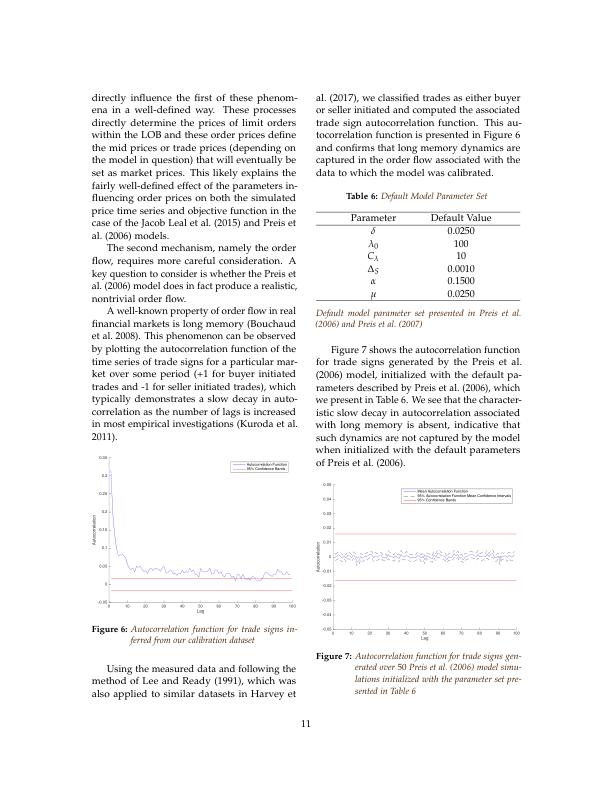 directly influence the first of these phenom-
ena in a well-defined way. These processes
directly determine the prices of limit orders
within the LOB and these order prices define
the mid prices or trade prices (depending on
the model in question) that will eventually be
set as market prices. This likely explains the
fairly well-defined effect of the parameters in-
fluencing order prices on both the simulated
price time series and objective function in the
case of the Jacob Leal et al. (2015) and Preis et
al. (2006) models.
The second mechanism, namely the order
flow, requires more careful consideration. A
key question to consider is whether the Preis et
al. (2006) model does in fact produce a realistic,
nontrivial order flow.
A well-known property of order flow in real
financial markets is long memory (Bouchaud
et al. 2008). This phenomenon can be observed
by plotting the autocorrelation function of the
time series of trade signs for a particular mar-
ket over some period (+1 for buyer initiated
trades and -1 for seller initiated trades), which
typically demonstrates a slow decay in auto-
correlation as the number of lags is increased
in most empirical investigations (Kuroda et al.
2011).
0.35
0.3
0.25
0.2
0.15
0.1
0.05
0
-0.05
Autocorrelation
Autocorrelation Function
95% Confidence Bands
0 10 20 30 40 50 60 70 80 90 100
Lag
Figure 6: Autocorrelation function for trade signs in-
ferred from our calibration dataset
Using the measured data and following the
method of Lee and Ready (1991), which was
also applied to similar datasets in Harvey et
al. (2017), we classified trades as either buyer
or seller initiated and computed the associated
trade sign autocorrelation function. This au-
tocorrelation function is presented in Figure 6
and confirms that long memory dynamics are
captured in the order flow associated with the
data to which the model was calibrated.
Table 6: Default Model Parameter Set
Parameter Default Value
δ 0.0250
λ0 100
Cλ 10
ΔS 0.0010
α 0.1500
μ 0.0250
Default model parameter set presented in Preis et al.
(2006) and Preis et al. (2007)
Figure 7 shows the autocorrelation function
for trade signs generated by the Preis et al.
(2006) model, initialized with the default pa-
rameters described by Preis et al. (2006), which
we present in Table 6. We see that the character-
istic slow decay in autocorrelation associated
with long memory is absent, indicative that
such dynamics are not captured by the model
when initialized with the default parameters
of Preis et al. (2006).
0.05
0.04
0.03
0.02
0.01
0
-0.01
-0.02
-0.03
-0.04
-0.05
Autocorrelation
Mean Autocorrelation Function
95% Autocorrelation Function Mean Confidence Intervals
95% Confidence Bands
0 10 20 30 40 50 60 70 80 90 100
Lag
Figure 7: Autocorrelation function for trade signs gen-
erated over 50 Preis et al. (2006) model simu-
lations initialized with the parameter set pre-
sented in Table 6
11